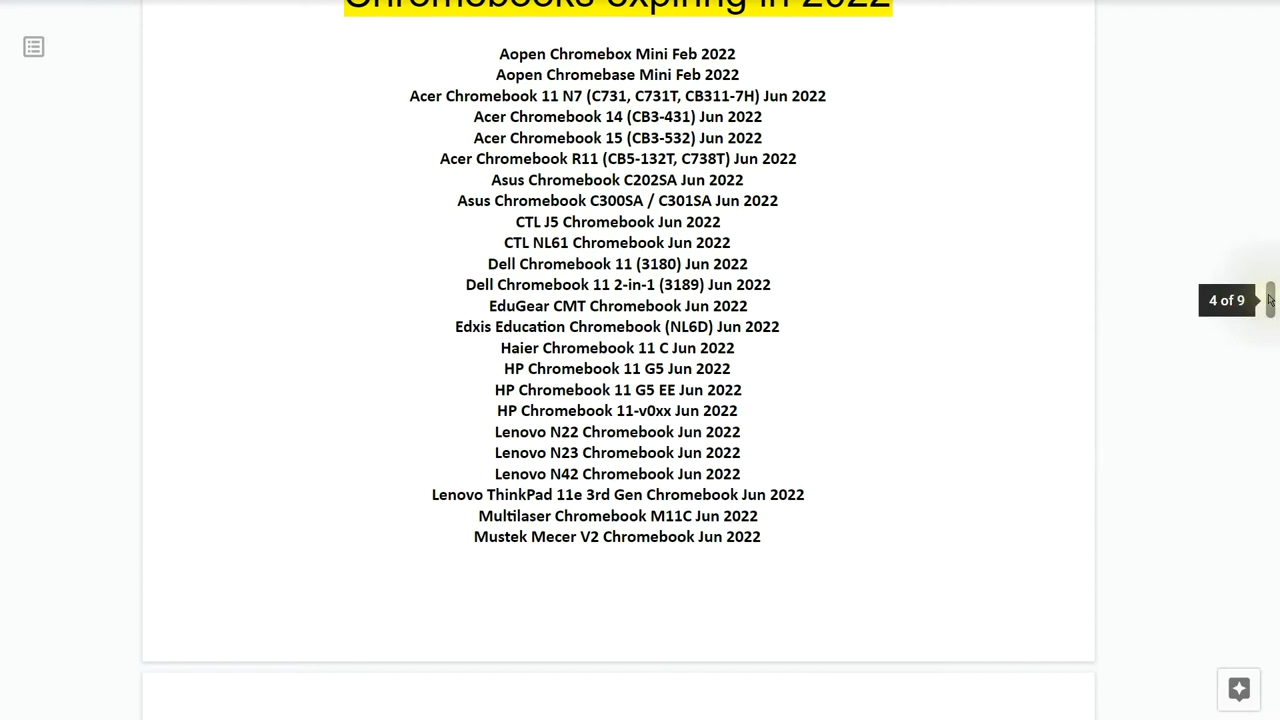 Chromebooks expiring in 2022
Aopen Chromebox Mini Feb 2022
Aopen Chromebase Mini Feb 2022
Acer Chromebook 11 N7 (C731, C731T, CB311-7H) Jun 2022
Acer Chromebook 14 (CB3-431) Jun 2022
Acer Chromebook 15 (CB3-532) Jun 2022
Acer Chromebook R11 (CB5-132T, C738T) Jun 2022
Asus Chromebook C202SA Jun 2022
Asus Chromebook C300SA / C301SA Jun 2022
CTL J5 Chromebook Jun 2022
CTL NL61 Chromebook Jun 2022
Dell Chromebook 11 (3180) Jun 2022
Dell Chromebook 11 2-in-1 (3189) Jun 2022
EduGear CMT Chromebook Jun 2022
Edxis Education Chromebook (NL6D) Jun 2022
Haier Chromebook 11 C Jun 2022
HP Chromebook 11 G5 Jun 2022
HP Chromebook 11 G5 EE Jun 2022
HP Chromebook 11-v0xx Jun 2022
Lenovo N22 Chromebook Jun 2022
Lenovo N23 Chromebook Jun 2022
Lenovo N42 Chromebook Jun 2022
Lenovo ThinkPad 11e 3rd Gen Chromebook Jun 2022
Multilaser Chromebook M11C Jun 2022
Mustek Mecer V2 Chromebook Jun 2022
4 of 9